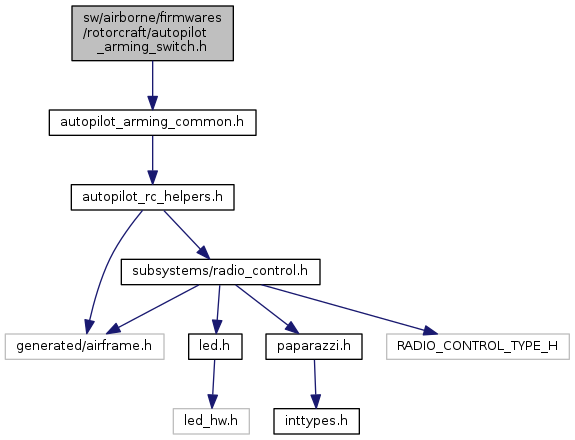 sw/airborne/firmwares
/rotorcraft/autopilot
_arming_switch.h
autopilot_arming_common.h
autopilot_rc_helpers.h
subsystems/radio_control.h
generated/airframe.h
led.h
paparazzi.h
RADIO_CONTROL_TYPE_H
led_hw.h
inttypes.h